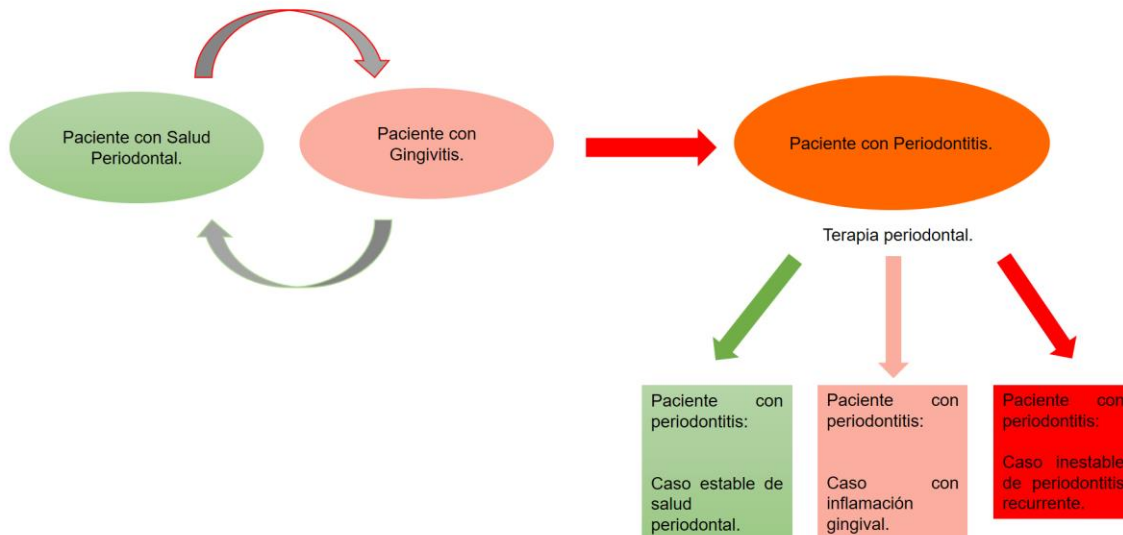 Paciente con Salud
Periodontal.
Paciente con
Gingivitis.
Paciente con Periodontitis.
Terapia periodontal.
Paciente con
periodontitis:
Caso estable de
salud
periodontal.
Paciente con
periodontitis:
Caso con
inflamación
gingival.
Paciente con
periodontitis:
Caso inestable
de periodontitis
recurrente.